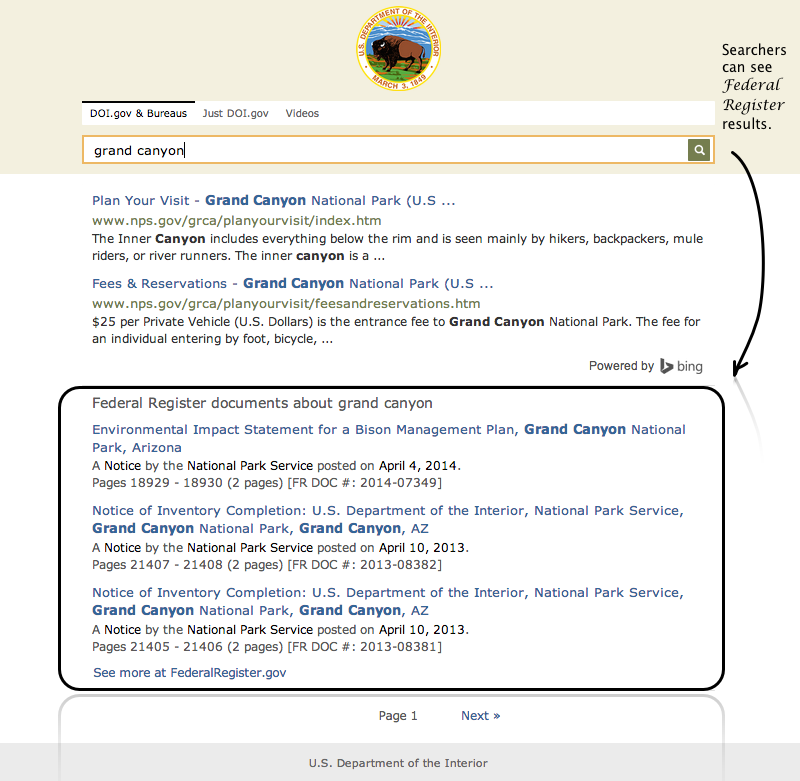 U.S. DEPARTMENT OF THE INTERIOR
MARCH 3, 1849
Searchers
can see
Federal
Register
results.
DOI.gov & Bureaus Just DOI.gov Videos
grand canyon
Plan Your Visit - Grand Canyon National Park (U.S ...
www.nps.gov/grca/planyourvisit/index.htm
The Inner Canyon includes everything below the rim and is seen mainly by hikers, backpackers, mule
riders, or river runners. The inner canyon is a ...
Fees & Reservations - Grand Canyon National Park (U.S ...
www.nps.gov/grca/planyourvisit/feesandreservations.htm
$25 per Private Vehicle (U.S. Dollars) is the entrance fee to Grand Canyon National Park. The fee for
an individual entering by foot, bicycle, ...
Powered by bing
Federal Register documents about grand canyon
Environmental Impact Statement for a Bison Management Plan, Grand Canyon National
Park, Arizona
A Notice by the National Park Service posted on April 4, 2014.
Pages 18929 - 18930 (2 pages) [FR DOC #: 2014-07349]
Notice of Inventory Completion: U.S. Department of the Interior, National Park Service,
Grand Canyon National Park, Grand Canyon, AZ
A Notice by the National Park Service posted on April 10, 2013.
Pages 21407 - 21408 (2 pages) [FR DOC #: 2013-08382]
Notice of Inventory Completion: U.S. Department of the Interior, National Park Service,
Grand Canyon National Park, Grand Canyon, AZ
A Notice by the National Park Service posted on April 10, 2013.
Pages 21405 - 21406 (2 pages) [FR DOC #: 2013-08381]
See more at FederalRegister.gov
Page 1 Next »
U.S. Department of the Interior